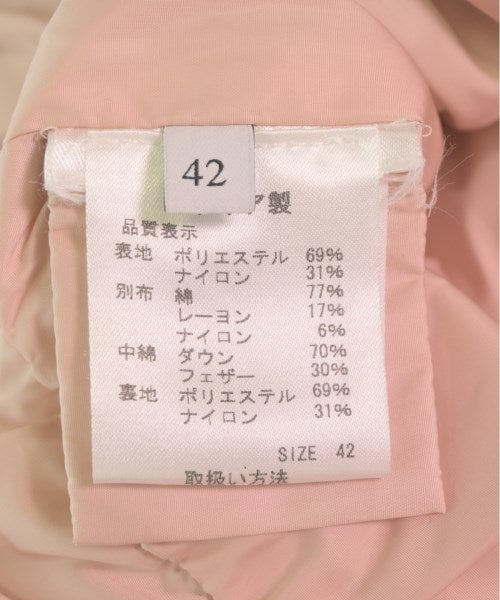 42
製
品質表示
表地 ポリエステル 69%
ナイロン 31%
別布 綿 77%
レーヨン 17%
ナイロン 6%
中綿 ダウン 70%
フェザー 30%
裏地 ポリエステル 69%
ナイロン 31%
SIZE 42
取扱い方法